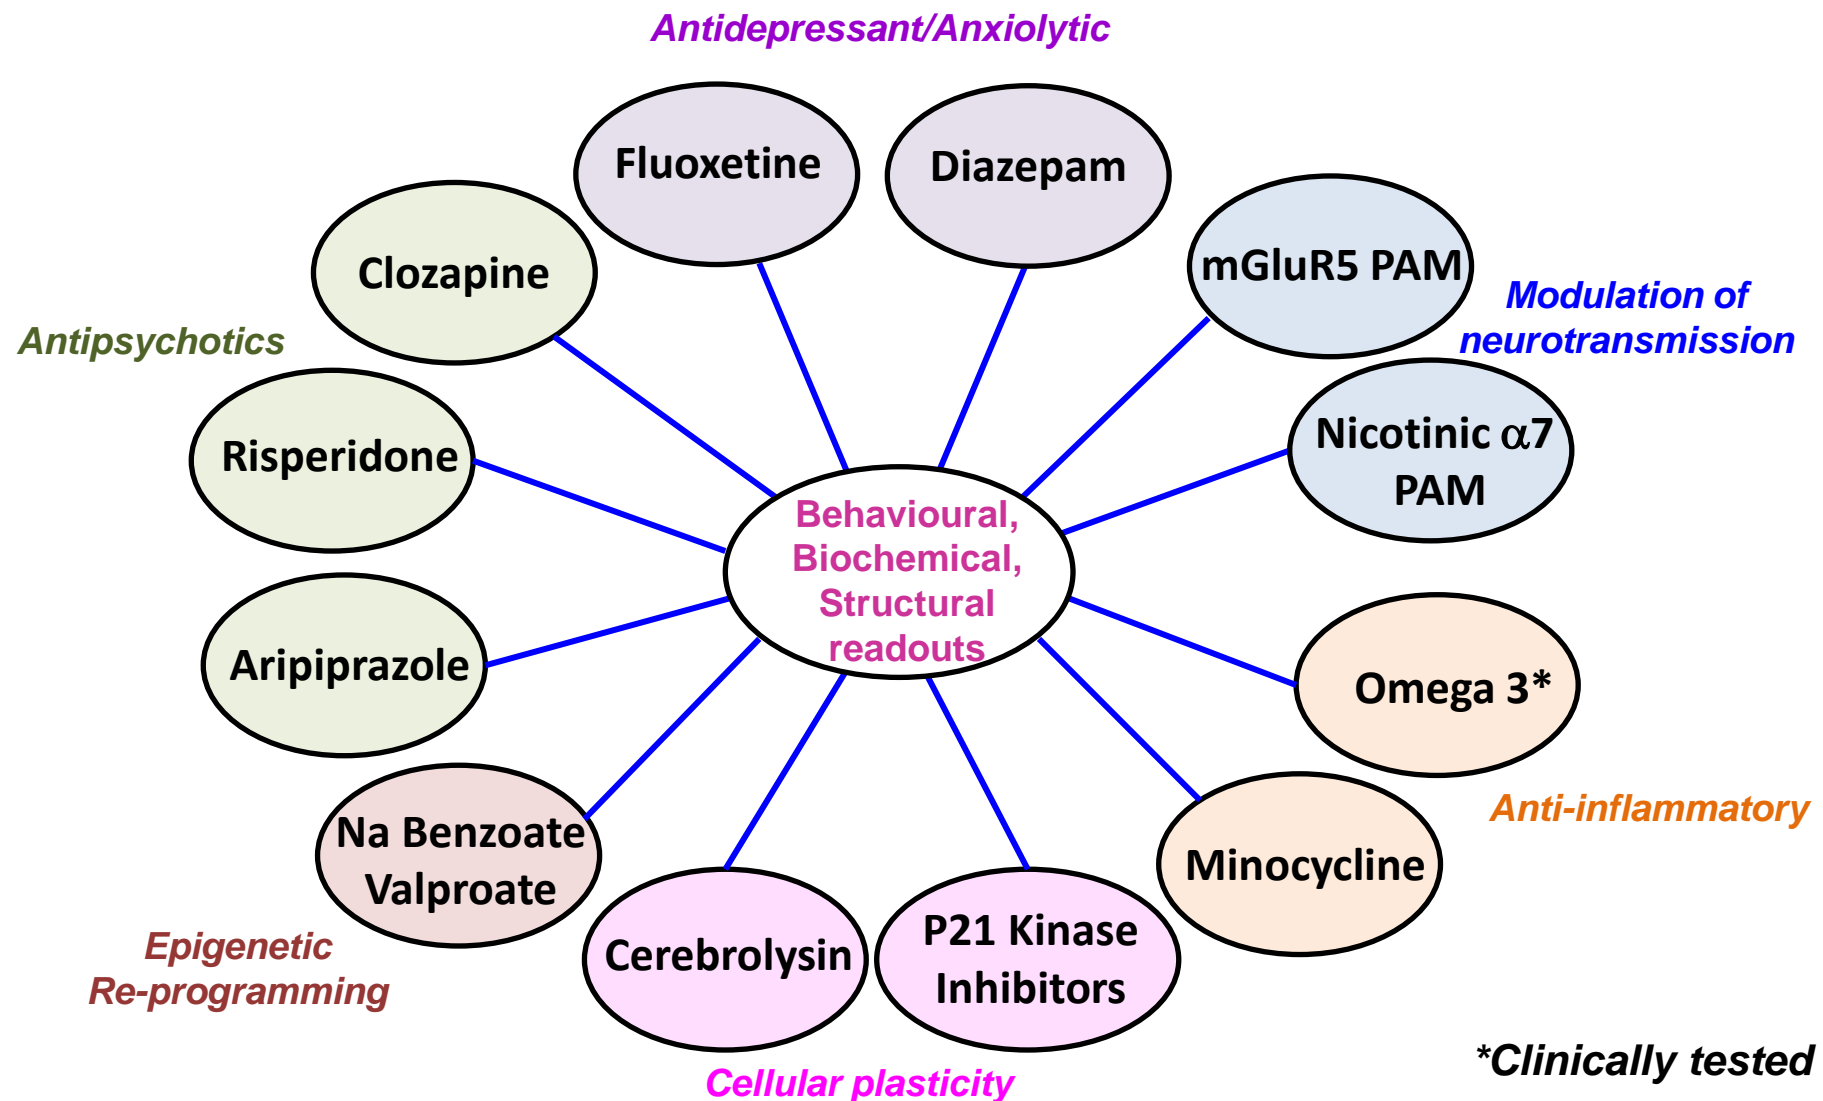 Antidepressant/Anxiolytic
Fluoxetine
Diazepam
Clozapine
mGluR5 PAM
Modulation of
neurotransmission
Antipsychotics
Risperidone
Nicotinic α7
PAM
Behavioural,
Biochemical,
Structural
readouts
Aripiprazole
Omega 3*
Anti-inflammatory
Na Benzoate
Valproate
Minocycline
Epigenetic
Re-programming
Cerebrolysin
P21 Kinase
Inhibitors
Cellular plasticity
*Clinically tested